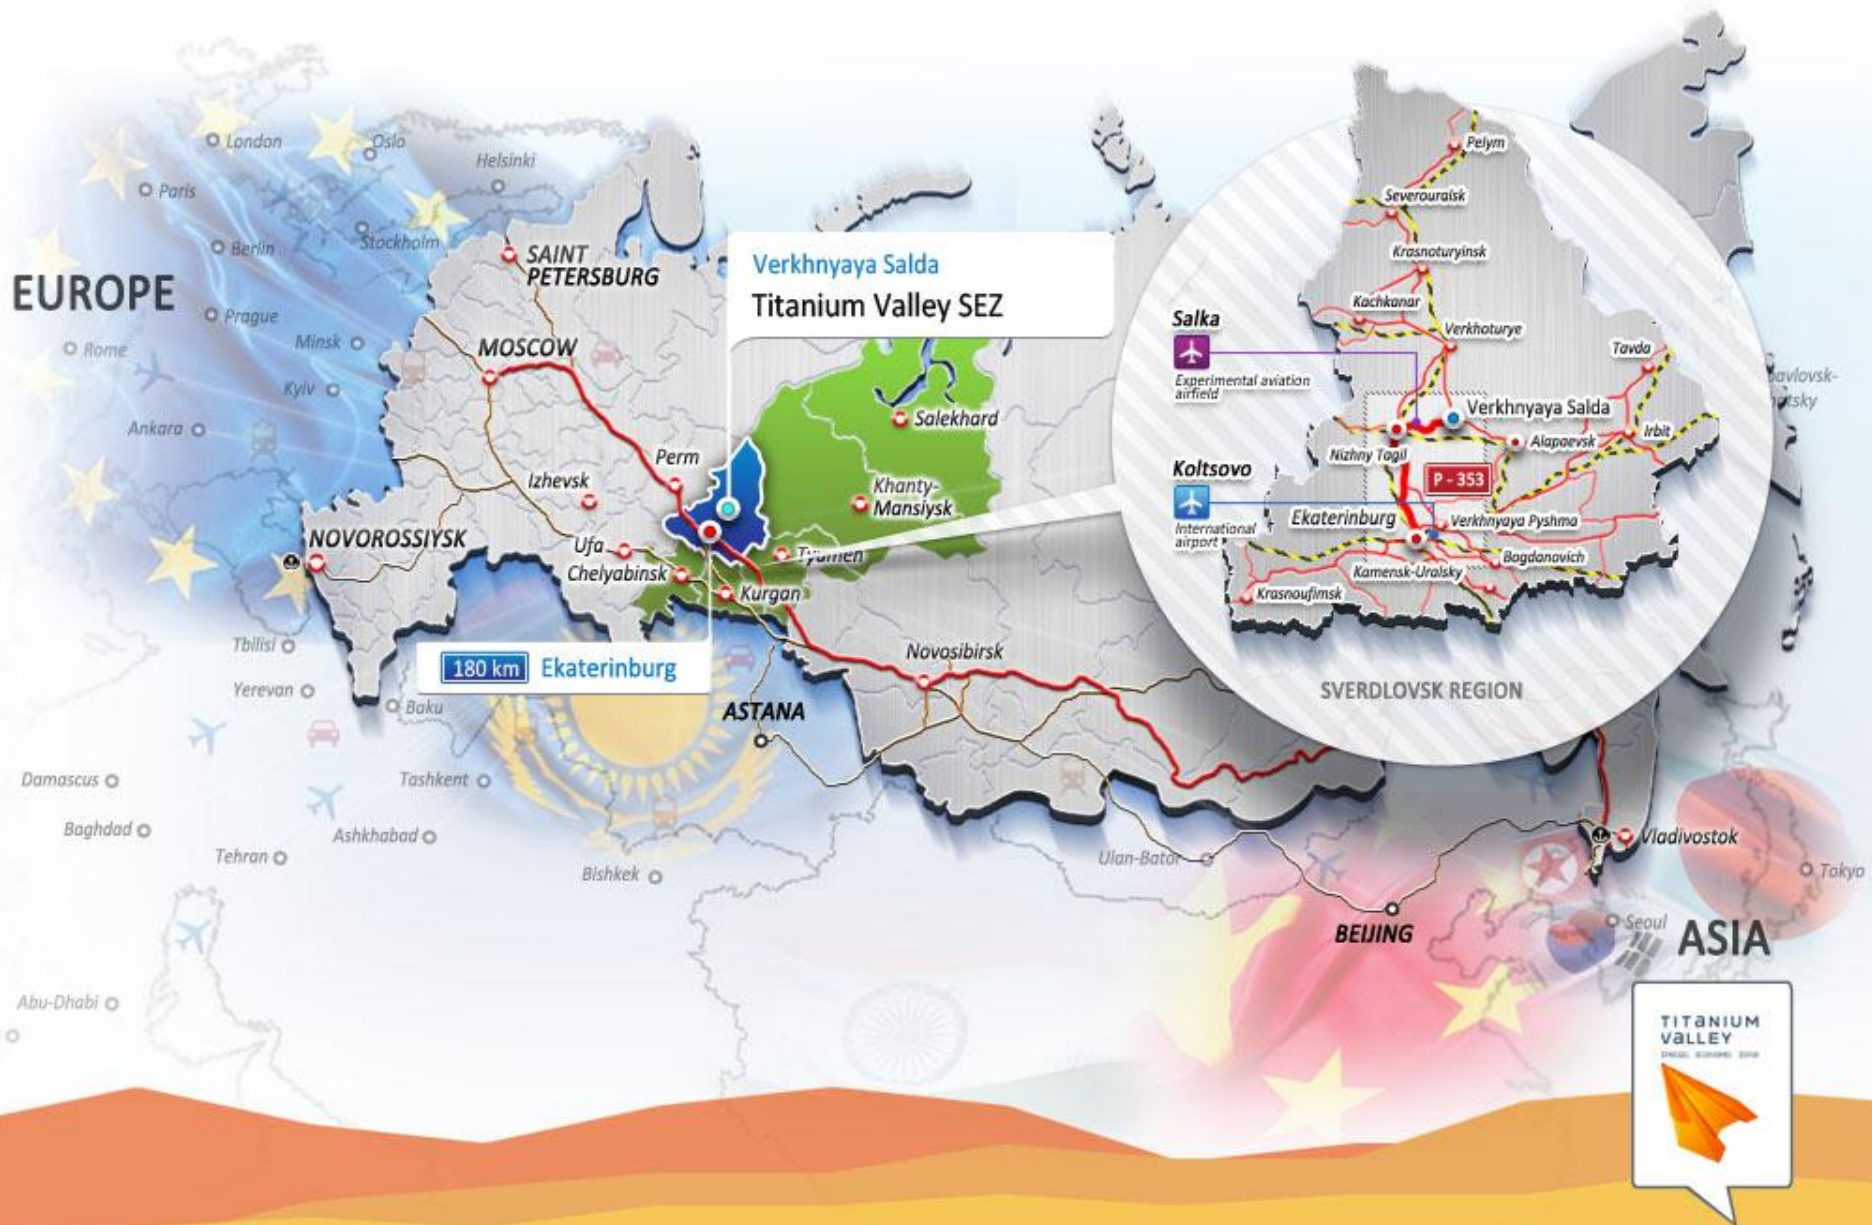 London
Oslo
Helsinki
Paris
Berlin
Stockholm
SAINT
PETERSBURG
EUROPE
Prague
Minsk
Rome
Kyiv
MOSCOW
Ankara
Verkhnyaya Salda
Titanium Valley SEZ
Salekhard
Perm
Izhevsk
Khanty-
Mansiysk
NOVOROSSIYSK
Ufa
Tyumen
Chelyabinsk
Kurgan
Tbilisi
180 km Ekaterinburg
Novosibirsk
Yerevan
Baku
ASTANA
Damascus
Tashkent
Baghdad
Ashkhabad
Tehran
Bishkek
Ulan-Bator
Vladivostok
Tokyo
BEIJING
Seoul
ASIA
Abu-Dhabi
Pelym
Severouralsk
Krasnoturyinsk
Kachkanar
Salka
Verkhoturye
Tavda
Experimental aviation
airfield
Verkhnyaya Salda
Irbit
Alapaevsk
Nizhny Tagil
Koltsovo
P - 353
Ekaterinburg
Verkhnyaya Pyshma
International
airport
Bogdanovich
Kamensk-Uralsky
Krasnoufimsk
SVERDLOVSK REGION
TITANIUM
VALLEY